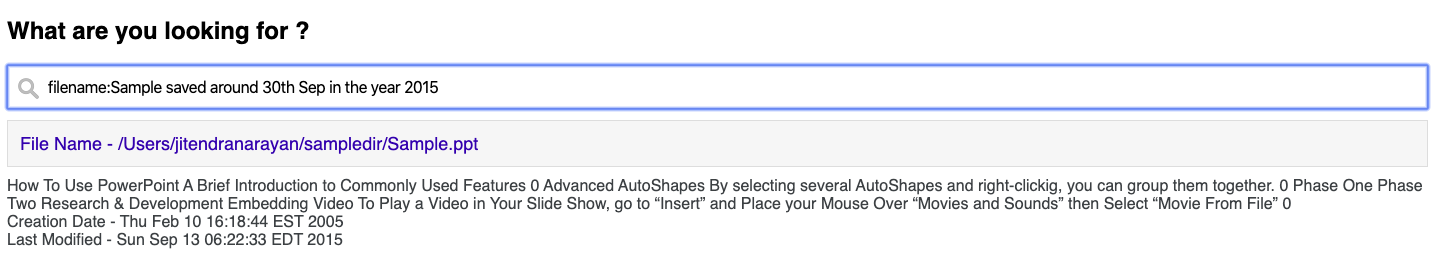 What are you looking for ?
filename:Sample saved around 30th Sep in the year 2015
File Name - /Users/jitendranarayan/sampledir/Sample.ppt
How To Use PowerPoint A Brief Introduction to Commonly Used Features 0 Advanced AutoShapes By selecting several AutoShapes and right-clickig, you can group them together. 0 Phase One Phase
Two Research & Development Embedding Video To Play a Video in Your Slide Show, go to “Insert” and Place your Mouse Over “Movies and Sounds” then Select “Movie From File” 0
Creation Date - Thu Feb 10 16:18:44 EST 2005
Last Modified - Sun Sep 13 06:22:33 EDT 2015